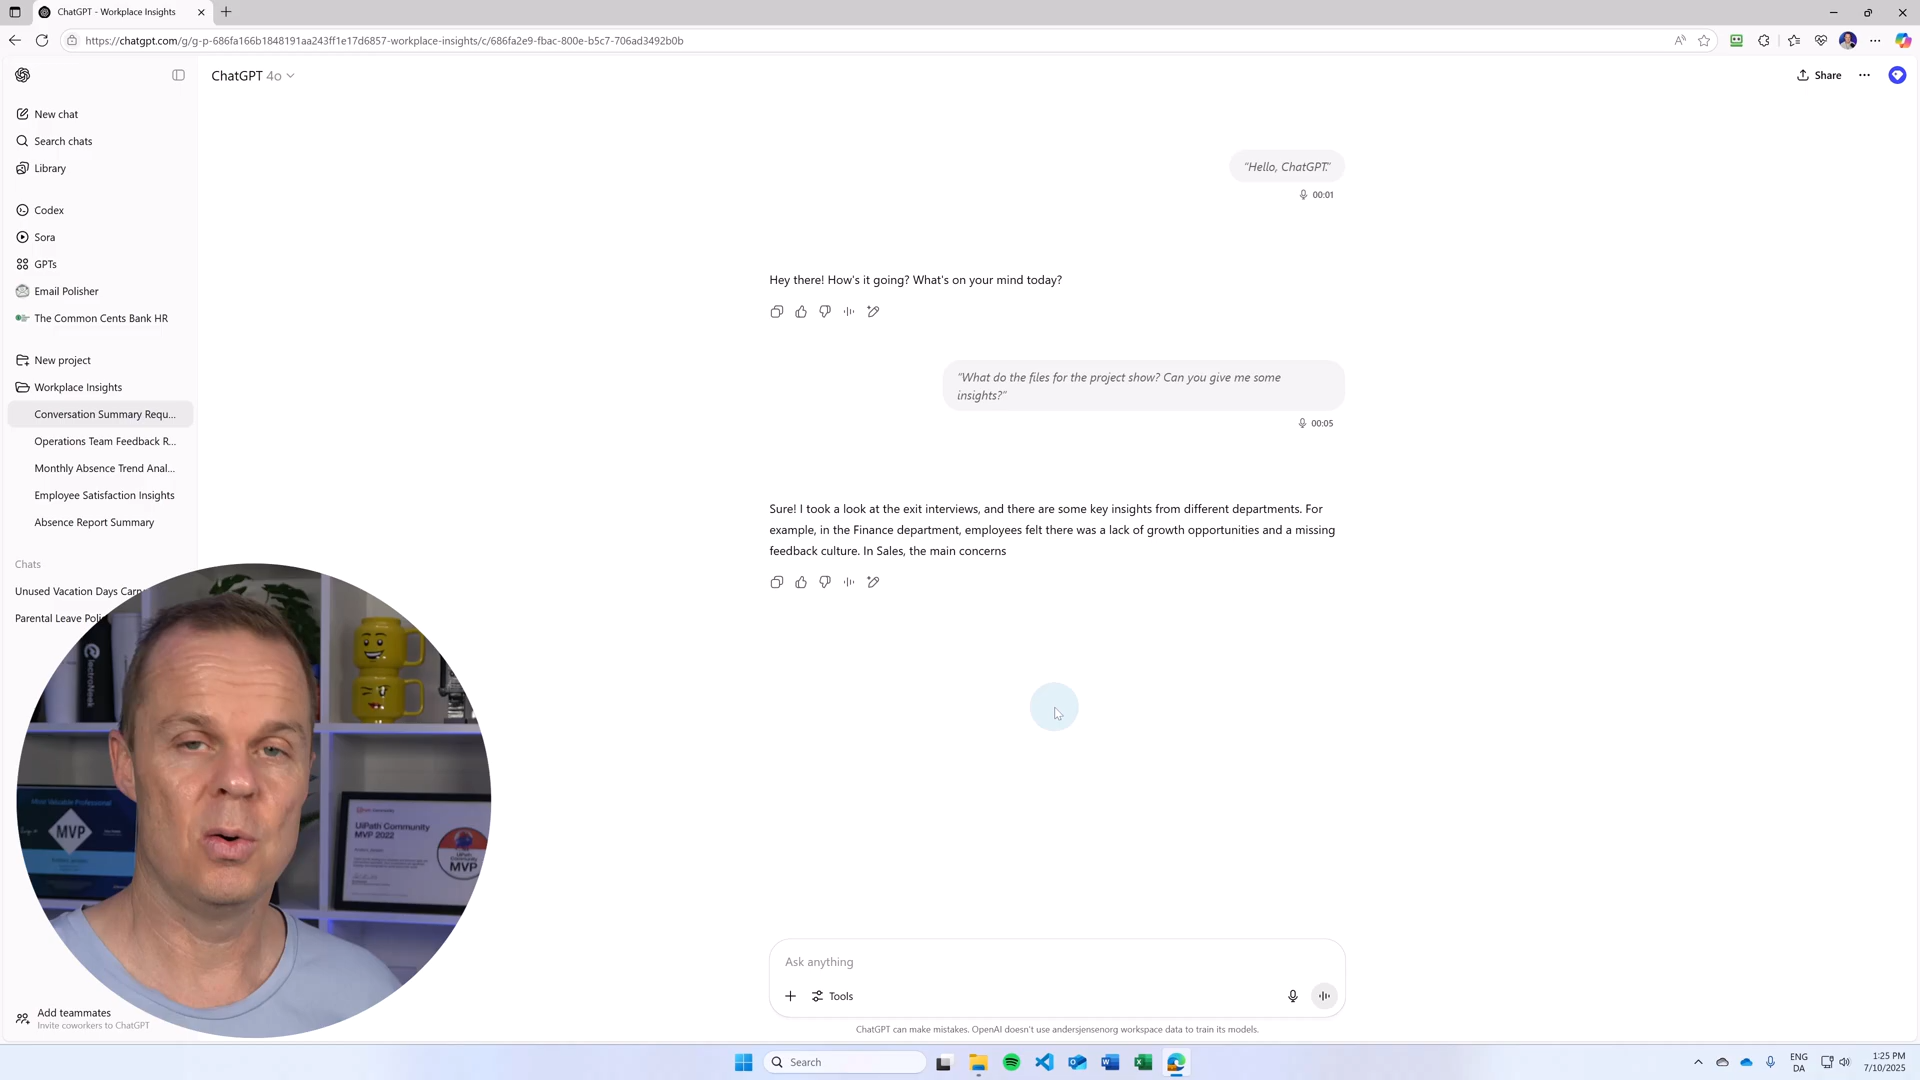 ChatGPT - Workplace Insights
https://chatgpt.com/g/g-p-686fa166b1848191aa243ff1e17d6857-workplace-insights/c/686fa2e9-fbac-800e-b5c7-706ad3492b0b
ChatGPT 4o
Share
New chat
Search chats
Library
Codex
Sora
GPTs
Email Polisher
The Common Cents Bank HR
New project
Workplace Insights
Conversation Summary Requ...
Operations Team Feedback R...
Monthly Absence Trend Anal...
Employee Satisfaction Insights
Absence Report Summary
Chats
Unused Vacation Days Carr
Parental Leave Poli
Add teammates
Invite coworkers to ChatGPT
"Hello, ChatGPT."
00:01
Hey there! How's it going? What's on your mind today?
"What do the files for the project show? Can you give me some
insights?"
00:05
Sure! I took a look at the exit interviews, and there are some key insights from different departments. For
example, in the Finance department, employees felt there was a lack of growth opportunities and a missing
feedback culture. In Sales, the main concerns
Most Valuable Professional
MVP
UiPath Community
MVP 2022
MVP
Ask anything
Tools
ChatGPT can make mistakes. OpenAI doesn't use andersjensenorg workspace data to train its models.
Search
ENG
DA
1:25 PM
7/10/2025